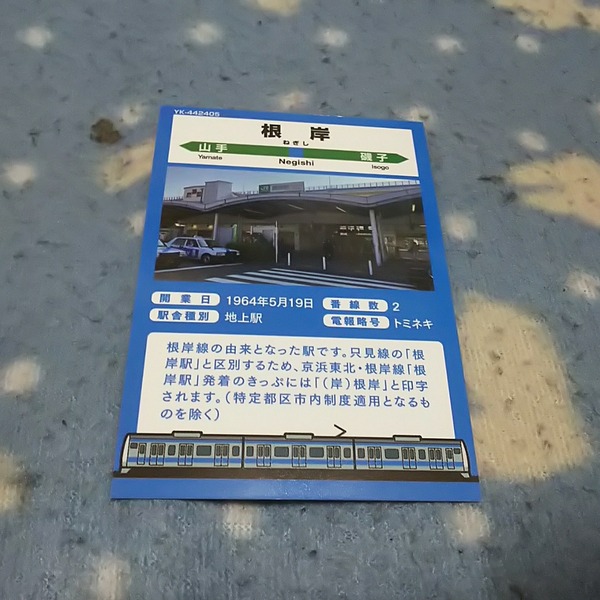 YK-442405
根岸
ねぎし
山手
磯子
Yamate
Negishi
Isogo
開業日 1964年5月19日 番線数 2
駅舎種別 地上駅 電報略号 トミネキ
根岸線の由来となった駅です。只見線の「根
岸駅」と区別するため、京浜東北・根岸線「根
岸駅」発着のきっぷには「(岸)根岸」と印字
されます。(特定都区市内制度適用となるも
のを除く)